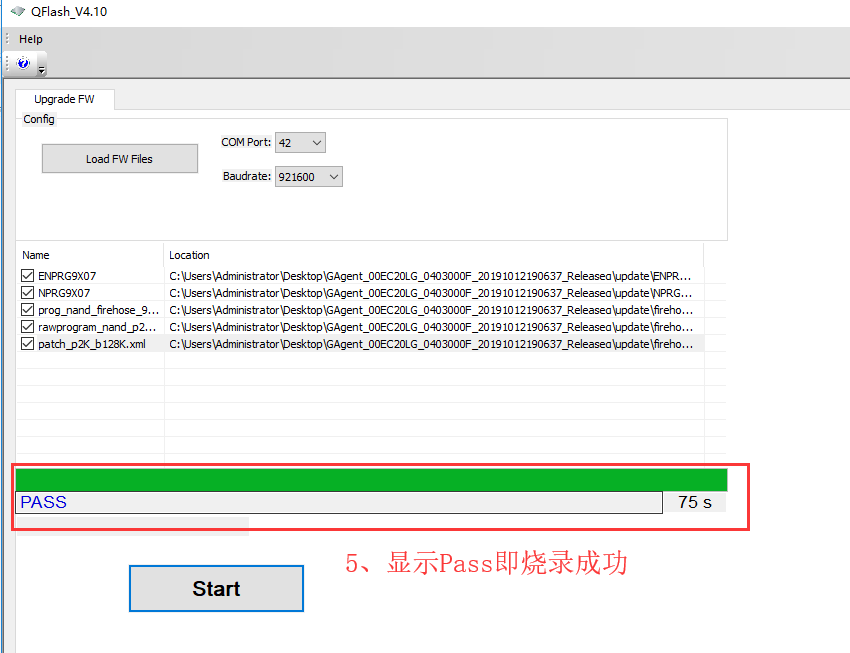 QFlash_V4.10
Help
Upgrade FW
Config
Load FW Files
COM Port: 42
Baudrate: 921600
Name Location
ENPRG9X07 C:\Users\Administrator\Desktop\GAgent_00EC20LG_0403000F_20191012190637_Releaseq\update\ENPR...
NPRG9X07 C:\Users\Administrator\Desktop\GAgent_00EC20LG_0403000F_20191012190637_Releaseq\update\NPRG...
prog_nand_firehose_9... C:\Users\Administrator\Desktop\GAgent_00EC20LG_0403000F_20191012190637_Releaseq\update\fireho...
rawprogram_nand_p2... C:\Users\Administrator\Desktop\GAgent_00EC20LG_0403000F_20191012190637_Releaseq\update\fireho...
patch_p2K_b128K.xml C:\Users\Administrator\Desktop\GAgent_00EC20LG_0403000F_20191012190637_Releaseq\update\fireho...
PASS 75 s
5、显示Pass即烧录成功
Start